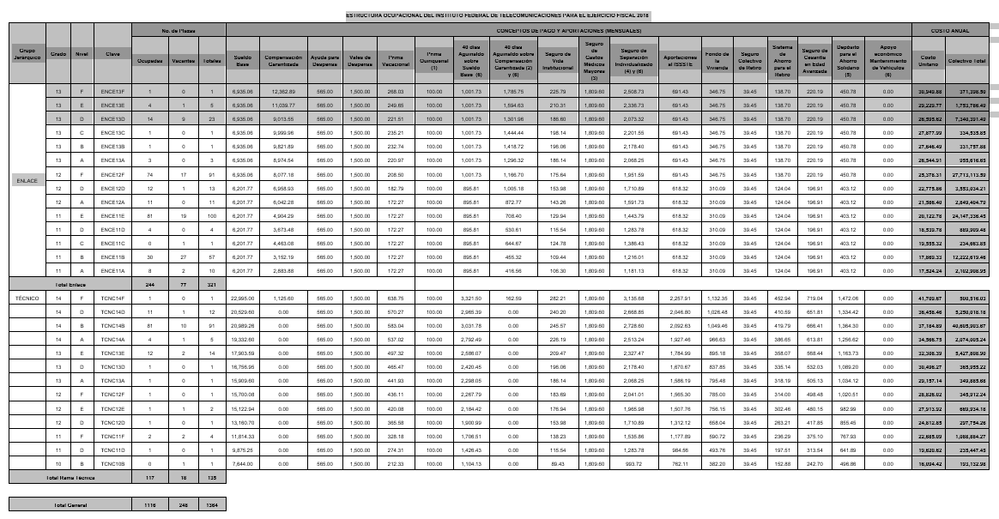 ESTRUCTURA OCUPACIONAL DEL INSTITUTO FEDERAL DE TELECOMUNICACIONES PARA EL EJERCICIO FISCAL 2018
No. de Plazas CONCEPTOS DE PAGO Y APORTACIONES (MENSUALES) COSTO ANUAL
Grupo Jerárquico Grado Nivel Clave Ocupadas Vacantes Totales Sueldo Base Compensación Garantizada Ayuda para Despensa Vales de Despensa Prima Vacacional Prima Quinquenal (1) 40 días Aguinaldo sobre Sueldo Base (6) 40 días Aguinaldo sobre Compensación Garantizada (2) y (6) Seguro de Vida Institucional Seguro de Gastos Médicos Mayores (3) Seguro de Separación Individualizado (4) y (6) Aportaciones al ISSSTE Fondo de la Vivienda Seguro Colectivo de Retiro Sistema de Ahorro para el Retiro Seguro de Cesantía en Edad Avanzada Depósito para el Ahorro Solidario (5) Apoyo económico Mantenimiento de Vehículos (6) Costo Unitario Colectivo Total
13 F ENCE13F 1 0 1 6,935.06 12,362.89 565.00 1,500.00 268.03 100.00 1,001.73 1,785.75 225.79 1,809.60 2,508.73 691.43 346.75 39.45 138.70 220.19 450.78 0.00 30,949.88 371,398.50
13 E ENCE13E 4 1 5 6,935.06 11,039.77 565.00 1,500.00 249.65 100.00 1,001.73 1,594.63 210.31 1,809.60 2,336.73 691.43 346.75 39.45 138.70 220.19 450.78 0.00 29,229.77 1,753,786.49
13 D ENCE13D 14 9 23 6,935.06 9,013.55 565.00 1,500.00 221.51 100.00 1,001.73 1,301.96 186.60 1,809.60 2,073.32 691.43 346.75 39.45 138.70 220.19 450.78 0.00 26,595.62 7,340,391.49
13 C ENCE13C 1 0 1 6,935.06 9,999.96 565.00 1,500.00 235.21 100.00 1,001.73 1,444.44 198.14 1,809.60 2,201.55 691.43 346.75 39.45 138.70 220.19 450.78 0.00 27,877.99 334,535.85
13 B ENCE13B 1 0 1 6,935.06 9,821.89 565.00 1,500.00 232.74 100.00 1,001.73 1,418.72 196.06 1,809.60 2,178.40 691.43 346.75 39.45 138.70 220.19 450.78 0.00 27,646.49 331,757.88
13 A ENCE13A 3 0 3 6,935.06 8,974.54 565.00 1,500.00 220.97 100.00 1,001.73 1,296.32 186.14 1,809.60 2,068.25 691.43 346.75 39.45 138.70 220.19 450.78 0.00 26,544.91 955,616.65
12 F ENCE12F 74 17 91 6,935.06 8,077.18 565.00 1,500.00 208.50 100.00 1,001.73 1,166.70 175.64 1,809.60 1,951.59 691.43 346.75 39.45 138.70 220.19 450.78 0.00 25,378.31 27,713,113.59
ENLACE
12 D ENCE12D 12 1 13 6,201.77 6,958.93 565.00 1,500.00 182.79 100.00 895.81 1,005.18 153.98 1,809.60 1,710.89 618.32 310.09 39.45 124.04 196.91 403.12 0.00 22,775.86 3,553,034.21
12 A ENCE12A 11 0 11 6,201.77 6,042.28 565.00 1,500.00 172.27 100.00 895.81 872.77 143.26 1,809.60 1,591.73 618.32 310.09 39.45 124.04 196.91 403.12 0.00 21,586.40 2,849,404.79
11 E ENCE11E 81 19 100 6,201.77 4,904.29 565.00 1,500.00 172.27 100.00 895.81 708.40 129.94 1,809.60 1,443.79 618.32 310.09 39.45 124.04 196.91 403.12 0.00 20,122.78 24,147,336.45
11 D ENCE11D 4 0 4 6,201.77 3,673.48 565.00 1,500.00 172.27 100.00 895.81 530.61 115.54 1,809.60 1,283.78 618.32 310.09 39.45 124.04 196.91 403.12 0.00 18,539.78 889,909.48
11 C ENCE11C 0 1 1 6,201.77 4,463.08 565.00 1,500.00 172.27 100.00 895.81 644.67 124.78 1,809.60 1,386.43 618.32 310.09 39.45 124.04 196.91 403.12 0.00 19,555.32 234,663.85
11 B ENCE11B 30 27 57 6,201.77 3,152.19 565.00 1,500.00 172.27 100.00 895.81 455.32 109.44 1,809.60 1,216.01 618.32 310.09 39.45 124.04 196.91 403.12 0.00 17,869.33 12,222,619.46
11 A ENCE11A 8 2 10 6,201.77 2,883.88 565.00 1,500.00 172.27 100.00 895.81 416.56 106.30 1,809.60 1,181.13 618.32 310.09 39.45 124.04 196.91 403.12 0.00 17,524.24 2,102,908.95
Total Enlace 244 77 321
TÉCNICO 14 F TCNC14F 1 0 1 22,995.00 1,125.60 565.00 1,500.00 638.75 100.00 3,321.50 162.59 282.21 1,809.60 3,135.68 2,257.91 1,132.35 39.45 452.94 719.04 1,472.06 0.00 41,709.67 500,516.03
14 D TCNC14D 11 1 12 20,529.60 0.00 565.00 1,500.00 570.27 100.00 2,965.39 0.00 240.20 1,809.60 2,668.85 2,046.80 1,026.48 39.45 410.59 651.81 1,334.42 0.00 36,458.46 5,250,018.18
14 B TCNC14B 81 10 91 20,989.26 0.00 565.00 1,500.00 583.04 100.00 3,031.78 0.00 245.57 1,809.60 2,728.60 2,092.63 1,049.46 39.45 419.79 666.41 1,364.30 0.00 37,184.89 40,605,903.67
14 A TCNC14A 4 1 5 19,332.60 0.00 565.00 1,500.00 537.02 100.00 2,792.49 0.00 226.19 1,809.60 2,513.24 1,927.46 966.63 39.45 386.65 613.81 1,256.62 0.00 34,566.75 2,074,005.24
13 E TCNC13E 12 2 14 17,903.59 0.00 565.00 1,500.00 497.32 100.00 2,586.07 0.00 209.47 1,809.60 2,327.47 1,784.99 895.18 39.45 358.07 568.44 1,163.73 0.00 32,308.39 5,427,808.90
13 D TCNC13D 1 0 1 16,756.95 0.00 565.00 1,500.00 465.47 100.00 2,420.45 0.00 196.06 1,809.60 2,178.40 1,670.67 837.85 39.45 335.14 532.03 1,089.20 0.00 30,496.27 365,955.22
13 A TCNC13A 1 0 1 15,909.60 0.00 565.00 1,500.00 441.93 100.00 2,298.05 0.00 186.14 1,809.60 2,068.25 1,586.19 795.48 39.45 318.19 505.13 1,034.12 0.00 29,157.14 349,885.68
12 F TCNC12F 1 0 1 15,700.08 0.00 565.00 1,500.00 436.11 100.00 2,267.79 0.00 183.69 1,809.60 2,041.01 1,565.30 785.00 39.45 314.00 498.48 1,020.51 0.00 28,826.02 345,912.24
12 E TCNC12E 1 1 2 15,122.94 0.00 565.00 1,500.00 420.08 100.00 2,184.42 0.00 176.94 1,809.60 1,965.98 1,507.76 756.15 39.45 302.46 480.15 982.99 0.00 27,913.92 669,934.18
12 D TCNC12D 1 0 1 13,160.70 0.00 565.00 1,500.00 365.58 100.00 1,900.99 0.00 153.98 1,809.60 1,710.89 1,312.12 658.04 39.45 263.21 417.85 855.45 0.00 24,812.85 297,754.26
11 F TCNC11F 2 2 4 11,814.33 0.00 565.00 1,500.00 328.18 100.00 1,706.51 0.00 138.23 1,809.60 1,535.86 1,177.89 590.72 39.45 236.29 375.10 767.93 0.00 22,685.09 1,088,884.27
11 D TCNC11D 1 0 1 9,875.25 0.00 565.00 1,500.00 274.31 100.00 1,426.43 0.00 115.54 1,809.60 1,283.78 984.56 493.76 39.45 197.51 313.54 641.89 0.00 19,620.62 235,447.45
10 B TCNC10B 0 1 1 7,644.00 0.00 565.00 1,500.00 212.33 100.00 1,104.13 0.00 89.43 1,809.60 993.72 762.11 382.20 39.45 152.88 242.70 496.86 0.00 16,094.42 193,132.98
Total Rama Técnica 117 18 135
Total General 1116 248 1364